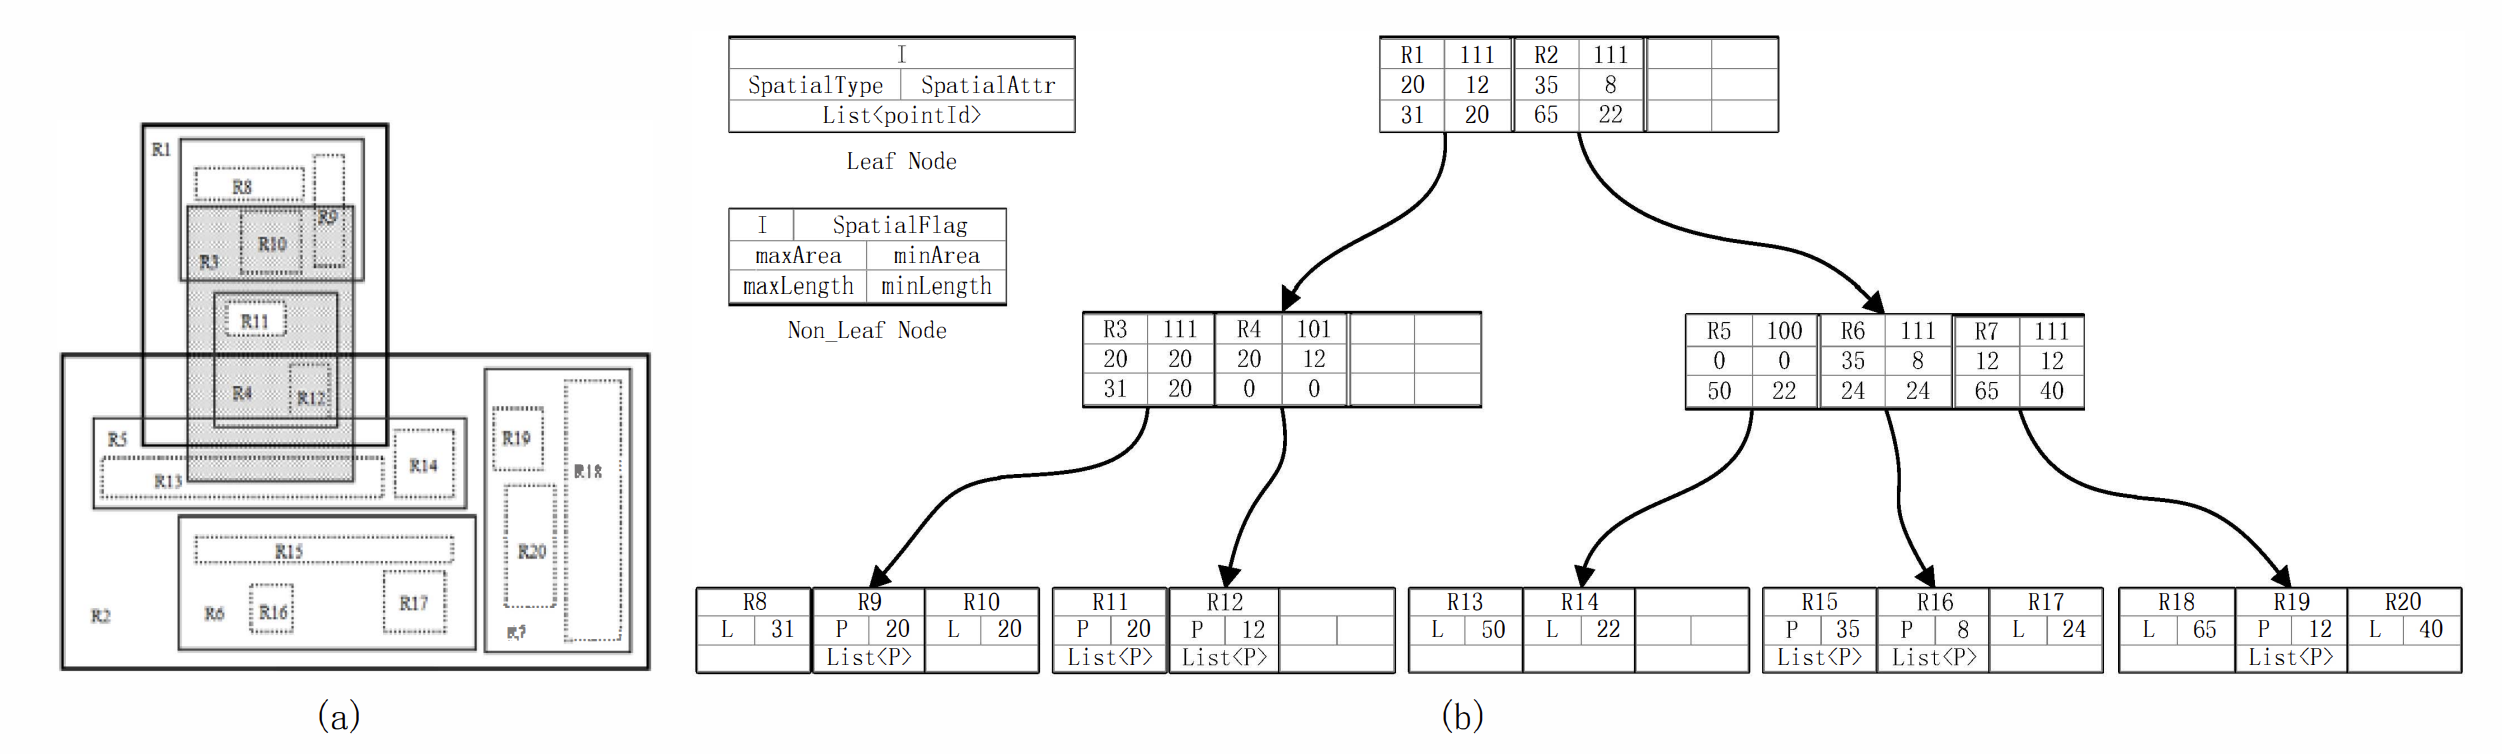 R1
R8
R9
R10
R3
R11
R4
R12
R5
R14
R13
R19
R18
R20
R15
R6
R16
R17
R7
R2
(a)
I
SpatialType SpatialAttr
List<pointId>
Leaf Node
I SpatialFlag
maxArea minArea
maxLength minLength
Non_Leaf Node
R1 111 R2 111
20 12 35 8
31 20 65 22
R3 111 R4 101
20 20 20 12
31 20 0 0
R5 100 R6 111 R7 111
0 0 35 8 12 12
50 22 24 24 65 40
R8 R9 R10
L 31 P 20 L 20
List<P>
R11 R12
P 20 P 12
List<P> List<P>
R13 R14
L 50 L 22
R15 R16 R17
P 35 P 8 L 24
List<P> List<P>
R18 R19 R20
L 65 P 12 L 40
List<P>
(b)